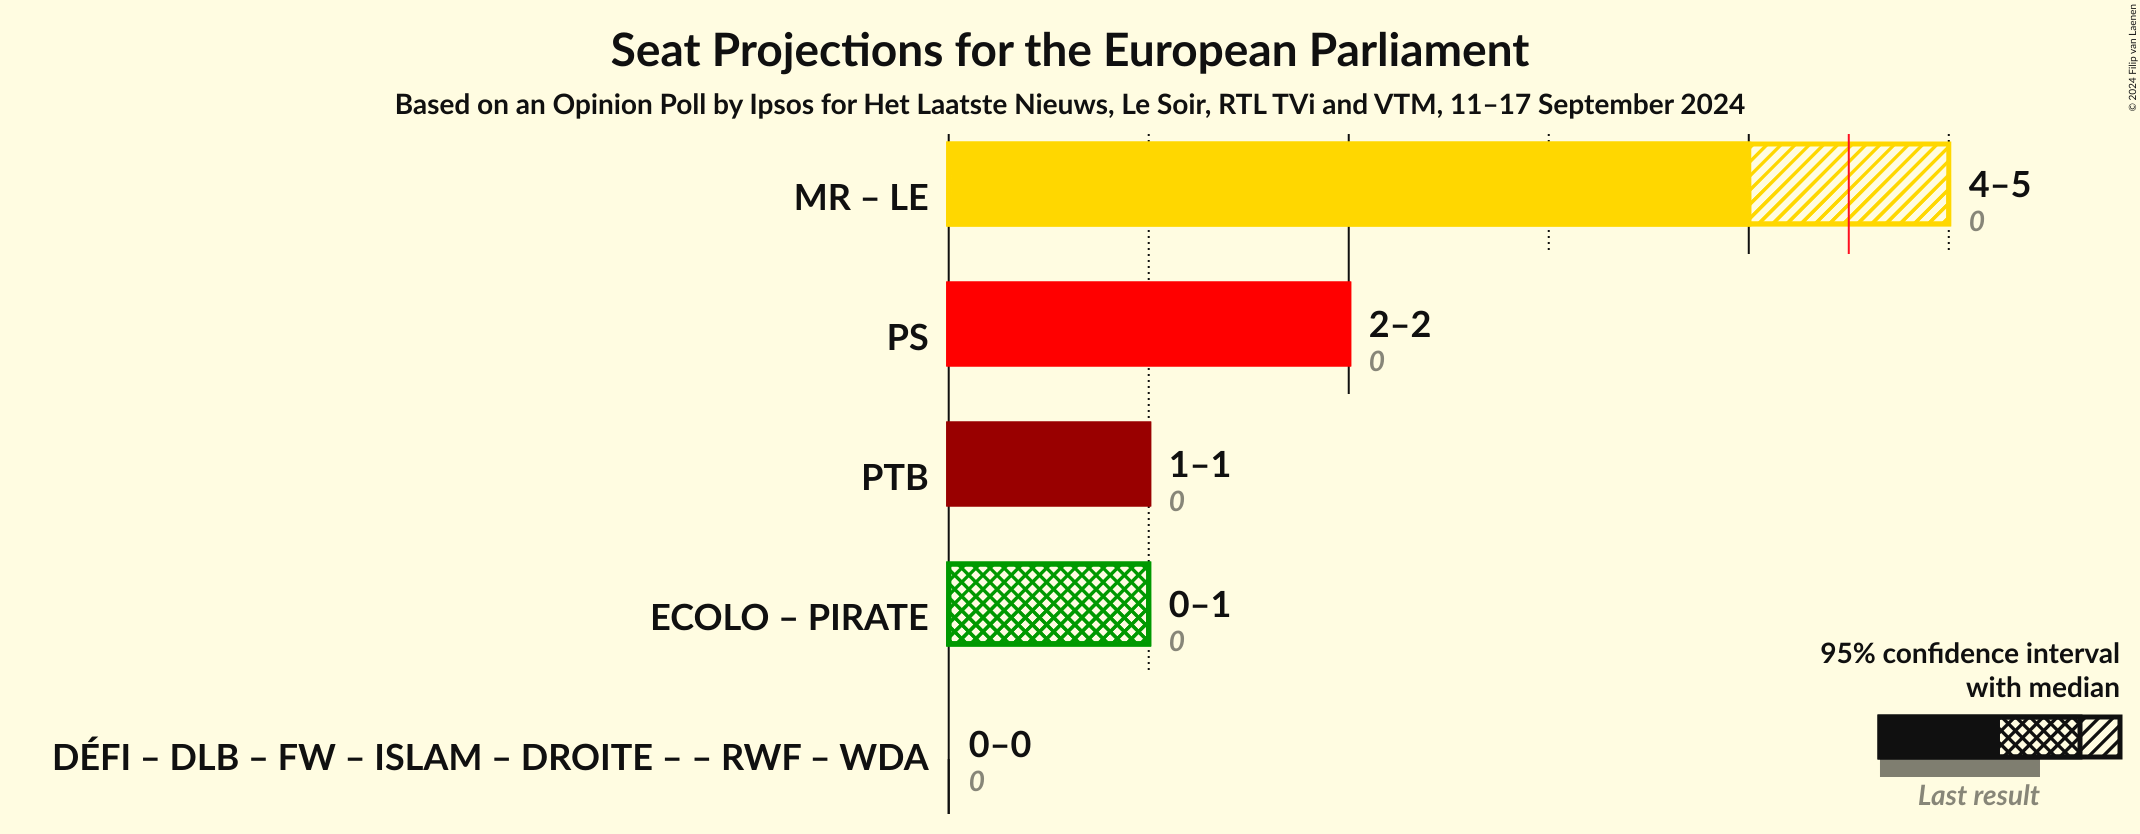 Seat Projections for the European Parliament
Based on an Opinion Poll by Ipsos for Het Laatste Nieuws, Le Soir, RTL TVi and VTM, 11–17 September 2024
© 2024 Filip van Laenen
MR – LE
4–5
0
PS
2–2
0
PTB
1–1
0
ECOLO – PIRATE
0–1
0
DÉFI – DLB – FW – ISLAM – DROITE – – RWF – WDA
0–0
0
95% confidence interval
with median
Last result